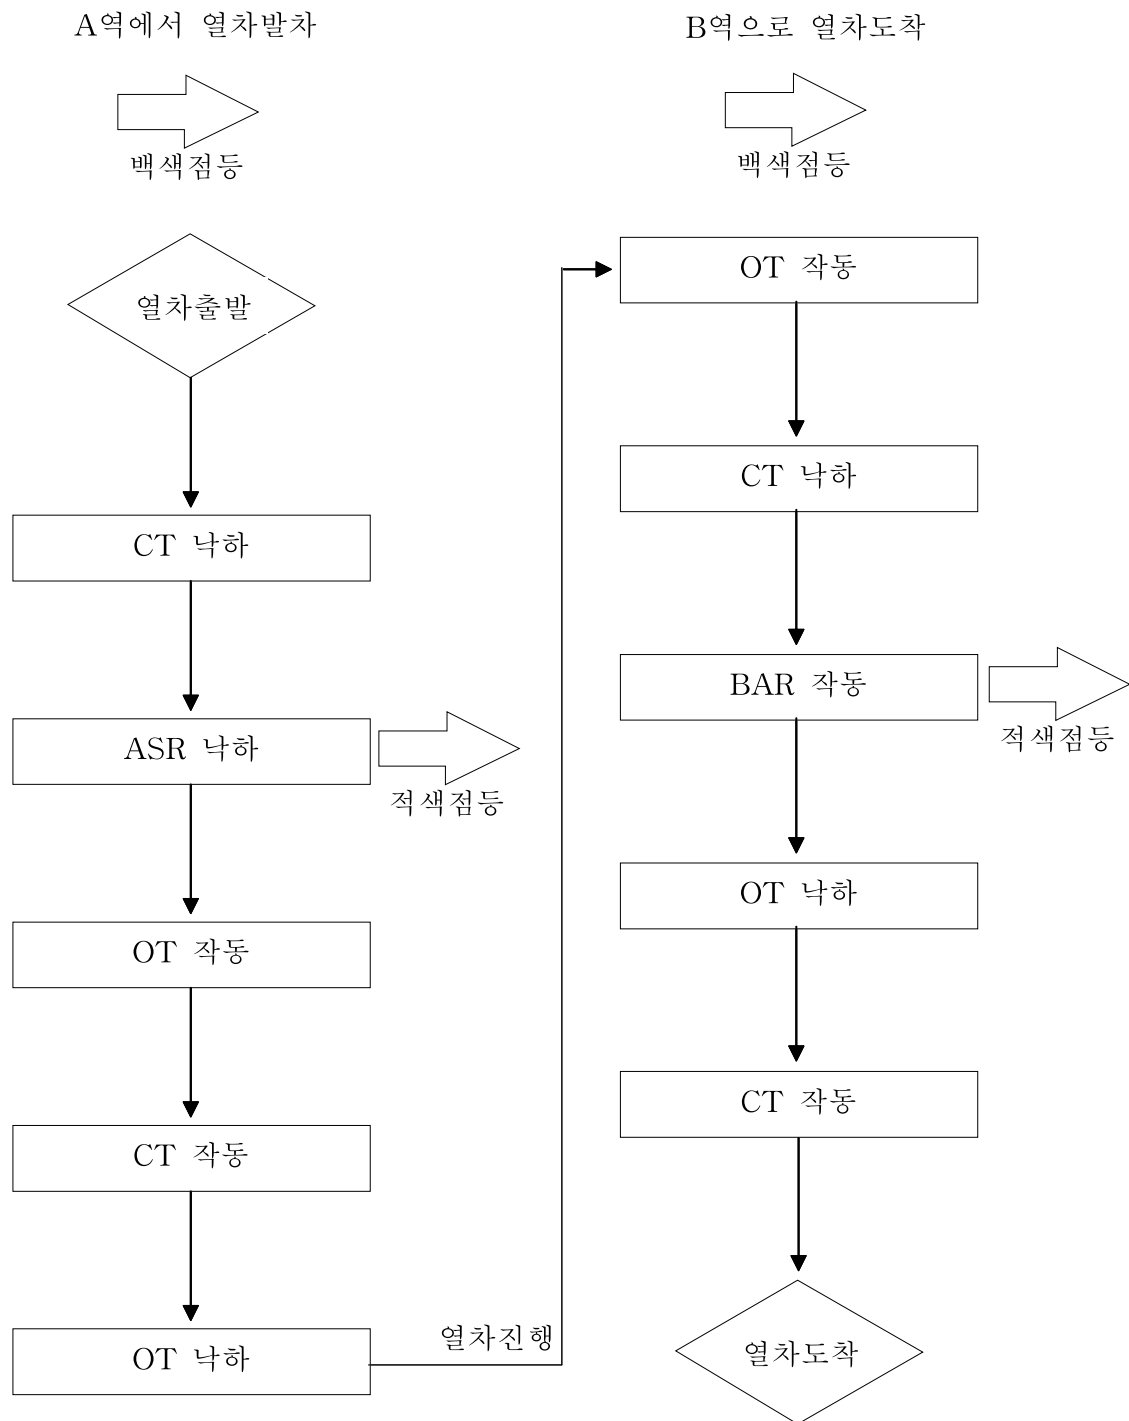 A역에서 열차발차
백색점등
열차출발
CT 낙하
ASR 낙하
적색점등
OT 작동
CT 작동
OT 낙하
열차진행
B역으로 열차도착
백색점등
OT 작동
CT 낙하
BAR 작동
적색점등
OT 낙하
CT 작동
열차도착